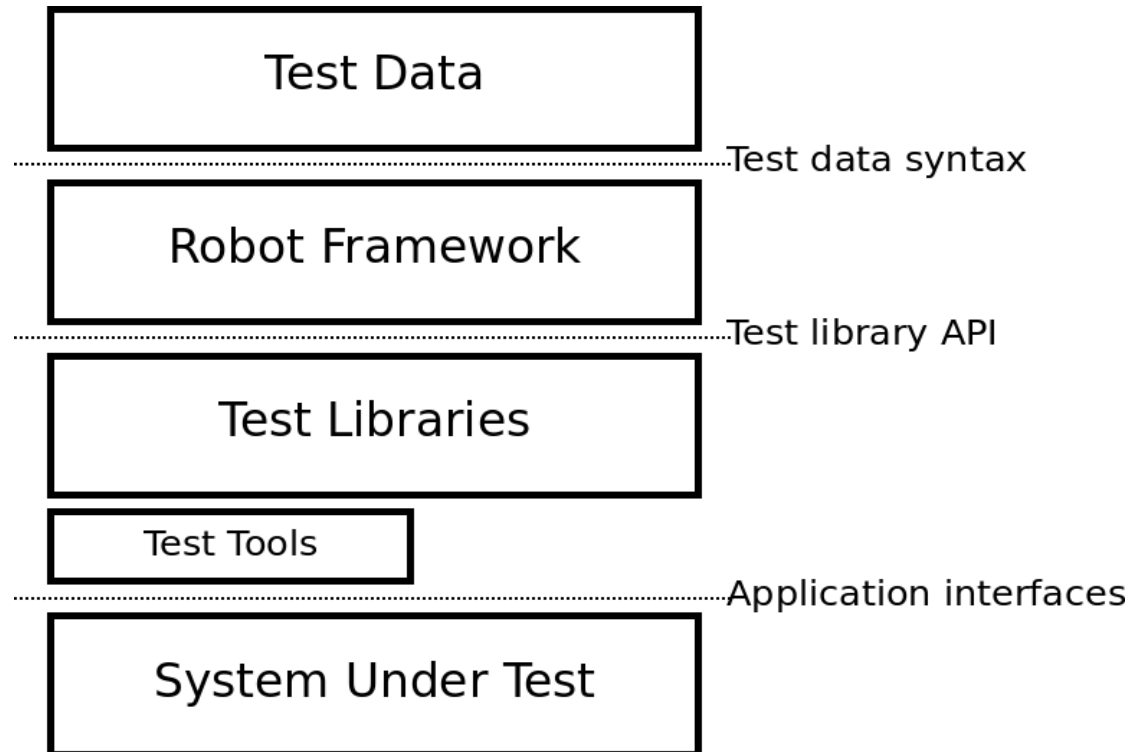 Test Data
Test data syntax
Robot Framework
Test library API
Test Libraries
Test Tools
Application interfaces
System Under Test